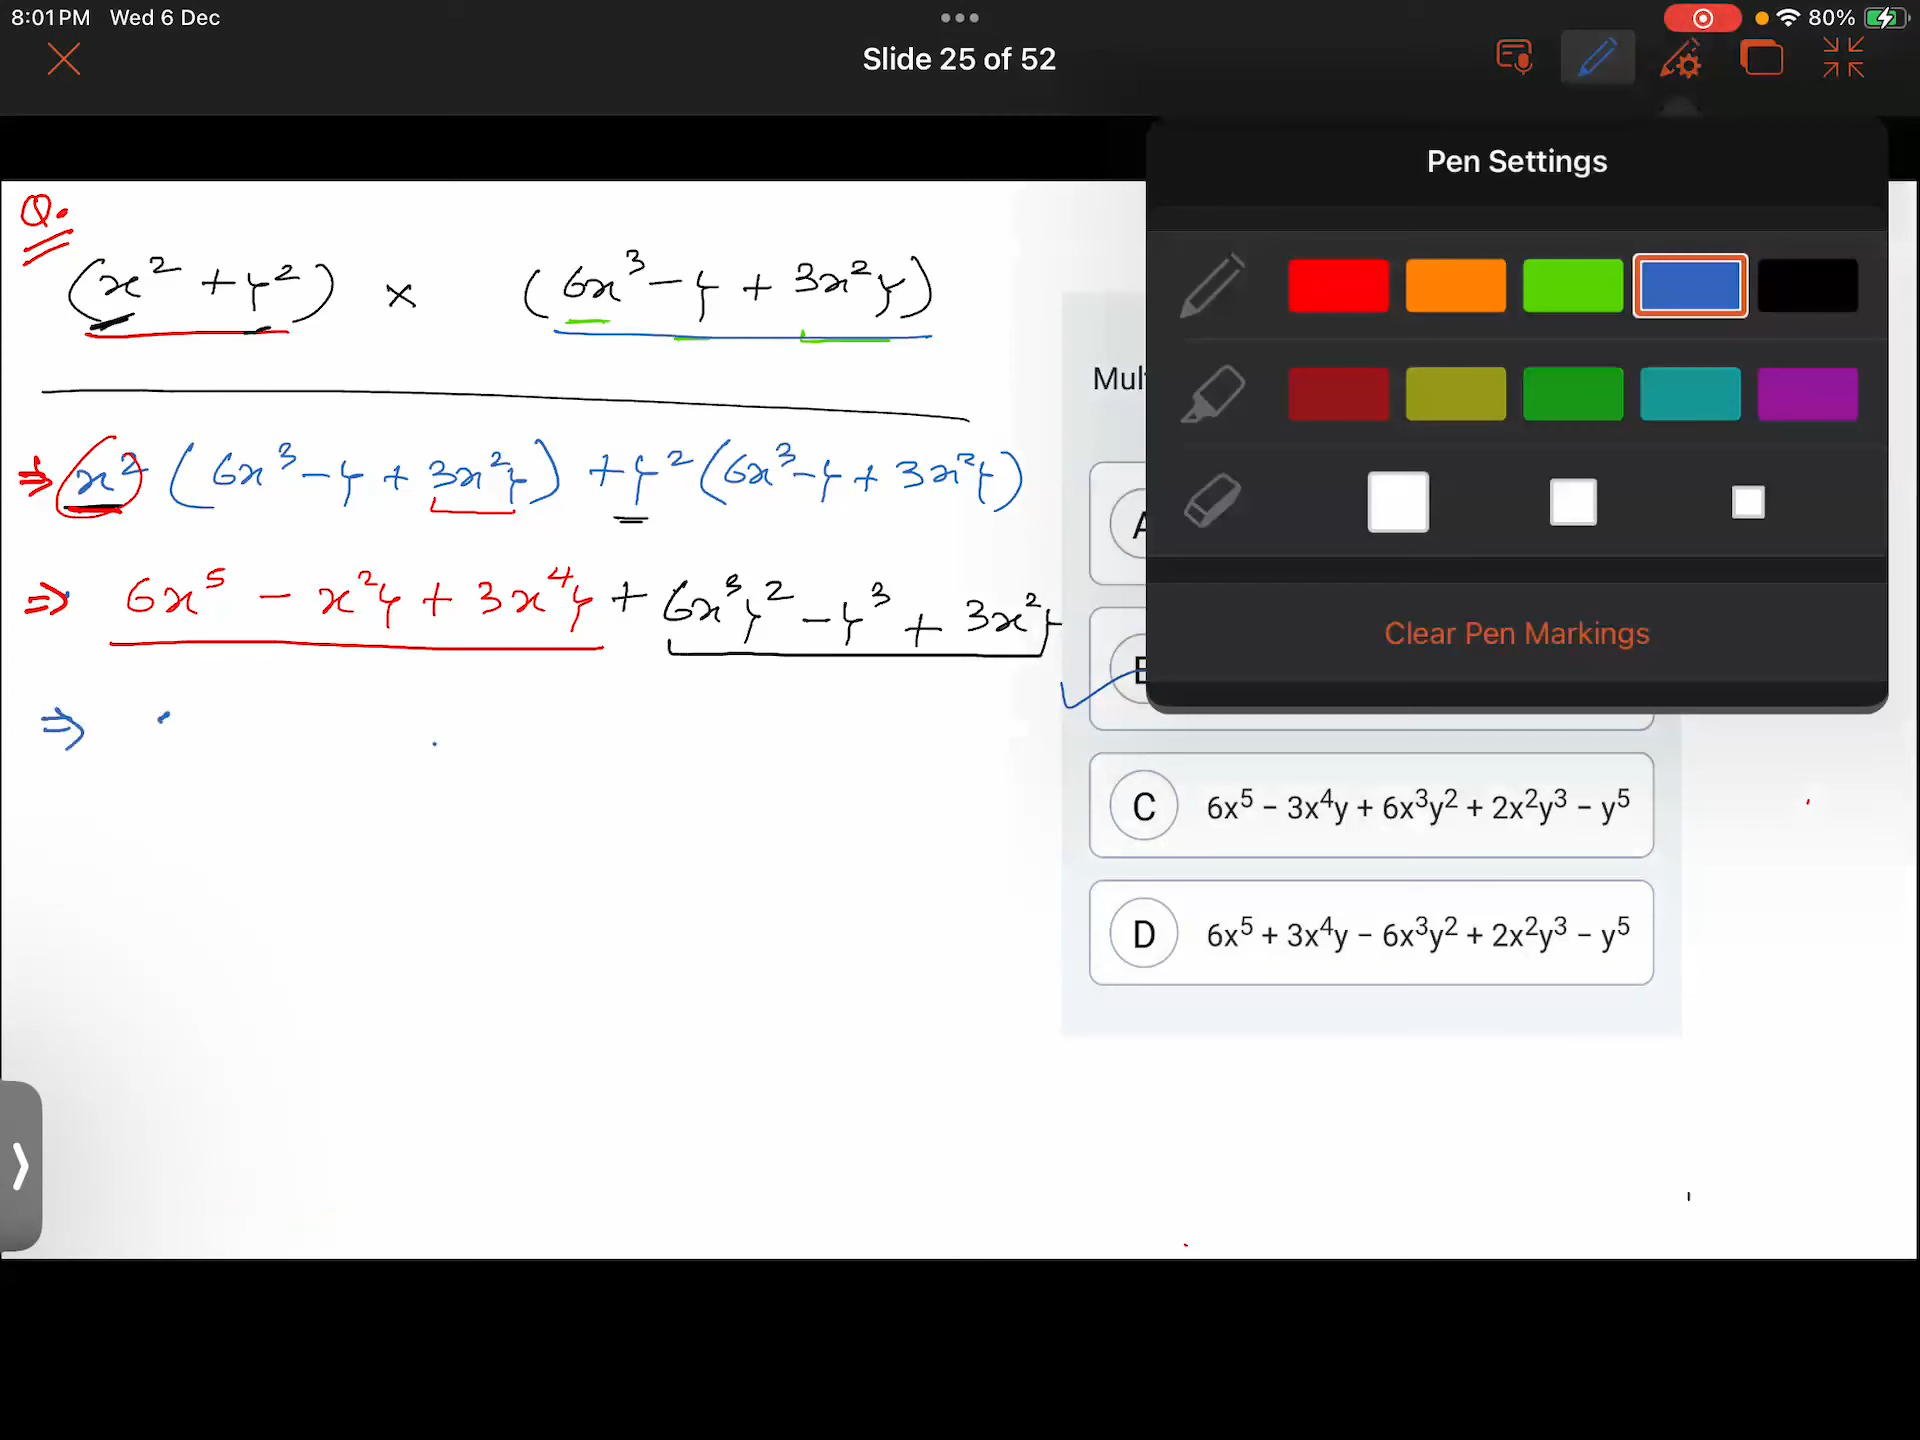 8:01 PM Wed 6 Dec
80%
Slide 25 of 52
Pen Settings
Clear Pen Markings
Q.
(x² + y²) × (6x³ - y + 3x²y)
⇒ x² (6x³ - y + 3x²y) + y² (6x³ - y + 3x²y)
⇒ 6x⁵ - x²y + 3x⁴y + 6x³y² - y³ + 3x²y
⇒
A
C 6x⁵ − 3x⁴y + 6x³y² + 2x²y³ − y⁵
D 6x⁵ + 3x⁴y − 6x³y² + 2x²y³ − y⁵